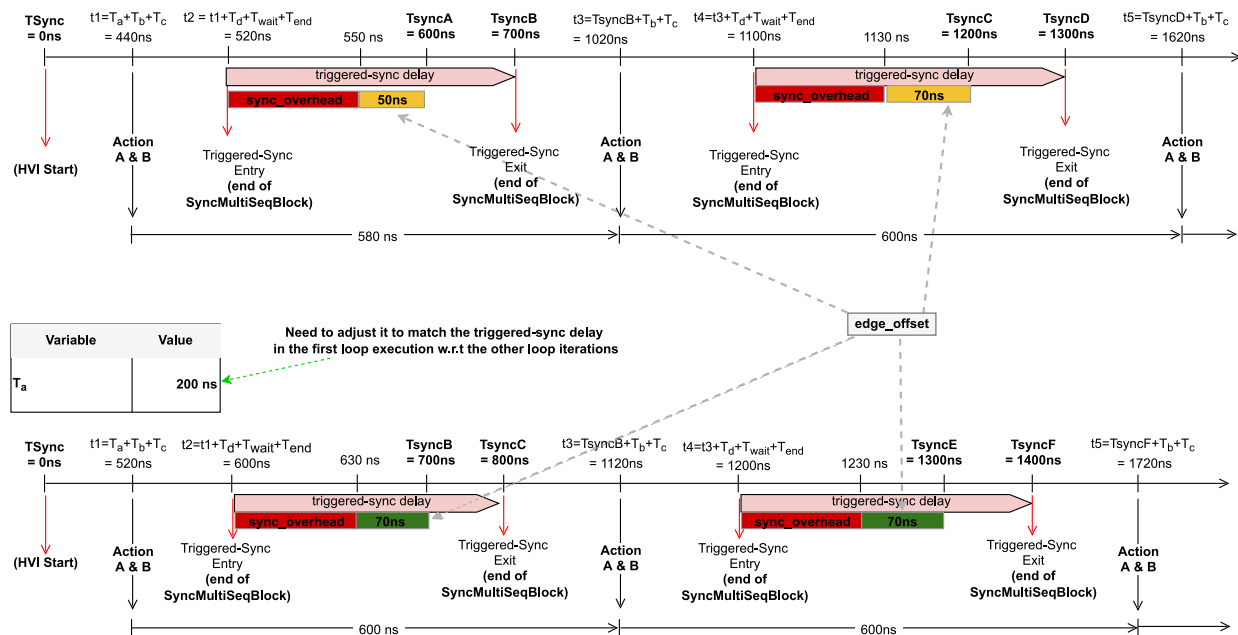 TSync
= 0ns
t1=Ta+Tb+Tc
= 440ns
t2 = t1+Td+Twait+Tend
= 520ns
550 ns
TsyncA
= 600ns
TsyncB
= 700ns
t3=TsyncB+Tb+Tc
= 1020ns
t4=t3+Td+Twait+Tend
= 1100ns
1130 ns
TsyncC
= 1200ns
TsyncD
= 1300ns
t5=TsyncD+Tb+Tc
= 1620ns
triggered-sync delay
sync_overhead
50ns
triggered-sync delay
sync_overhead
70ns
(HVI Start)
Action
A & B
Triggered-Sync
Entry
(end of
SyncMultiSeqBlock)
Triggered-Sync
Exit
(end of
SyncMultiSeqBlock)
Action
A & B
Triggered-Sync
Entry
(end of
SyncMultiSeqBlock)
Triggered-Sync
Exit
(end of
SyncMultiSeqBlock)
Action
A & B
580 ns
600ns
edge_offset
Variable
Value
Ta
200 ns
Need to adjust it to match the triggered-sync delay
in the first loop execution w.r.t the other loop iterations
TSync
= 0ns
t1=Ta+Tb+Tc
= 520ns
t2=t1+Td+Twait+Tend
= 600ns
630 ns
TsyncB
= 700ns
TsyncC
= 800ns
t3=TsyncB+Tb+Tc
= 1120ns
t4=t3+Td+Twait+Tend
= 1200ns
1230 ns
TsyncE
= 1300ns
TsyncF
= 1400ns
t5=TsyncF+Tb+Tc
= 1720ns
triggered-sync delay
sync_overhead
70ns
triggered-sync delay
sync_overhead
70ns
(HVI Start)
Action
A & B
Triggered-Sync
Entry
(end of
SyncMultiSeqBlock)
Triggered-Sync
Exit
(end of
SyncMultiSeqBlock)
Action
A & B
Triggered-Sync
Entry
(end of
SyncMultiSeqBlock)
Triggered-Sync
Exit
(end of
SyncMultiSeqBlock)
Action
A & B
600 ns
600ns